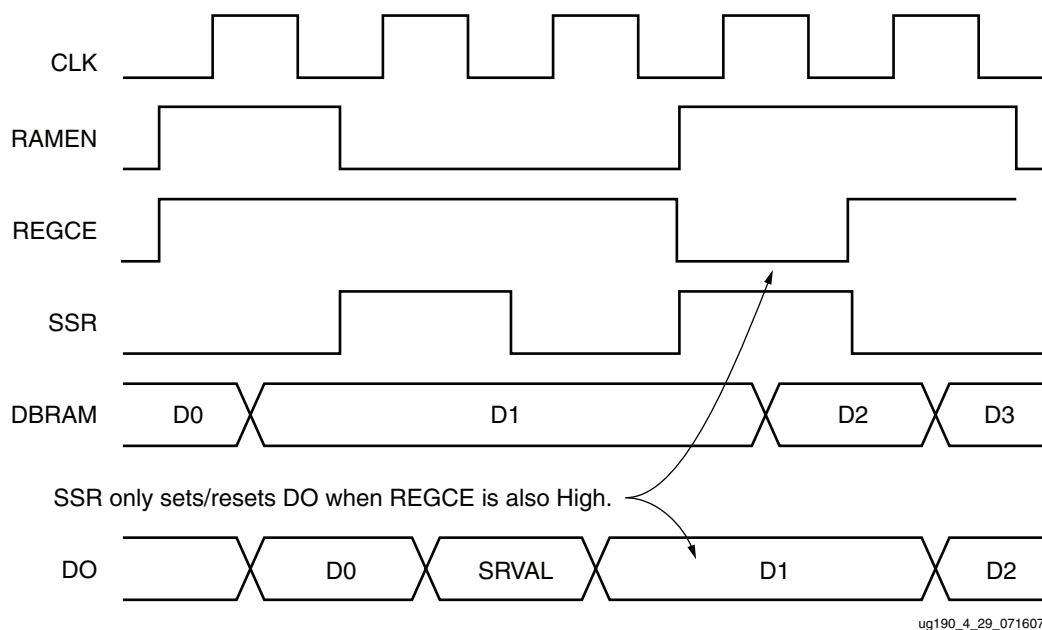 CLK
RAMEN
REGCE
SSR
DBRAM D0 D1 D2 D3
SSR only sets/resets DO when REGCE is also High.
DO D0 SRVAL D1 D2
ug190_4_29_071607